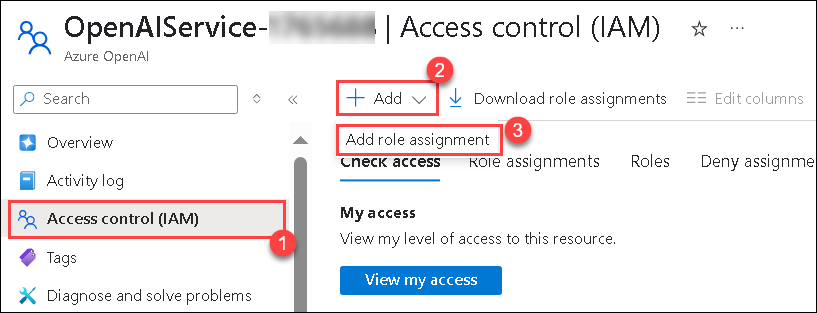 OpenAIService- | Access control (IAM)
Azure OpenAI
2
Search
Add
Download role assignments
Edit columns
Add role assignment
3
Overview
Check access
Role assignments
Roles
Deny assignme
Activity log
Access control (IAM)
1
My access
View my level of access to this resource.
Tags
View my access
Diagnose and solve problems